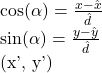 cos(α) = (x − x̂)/d̂
sin(α) = (y − ŷ)/d̂
(x', y')